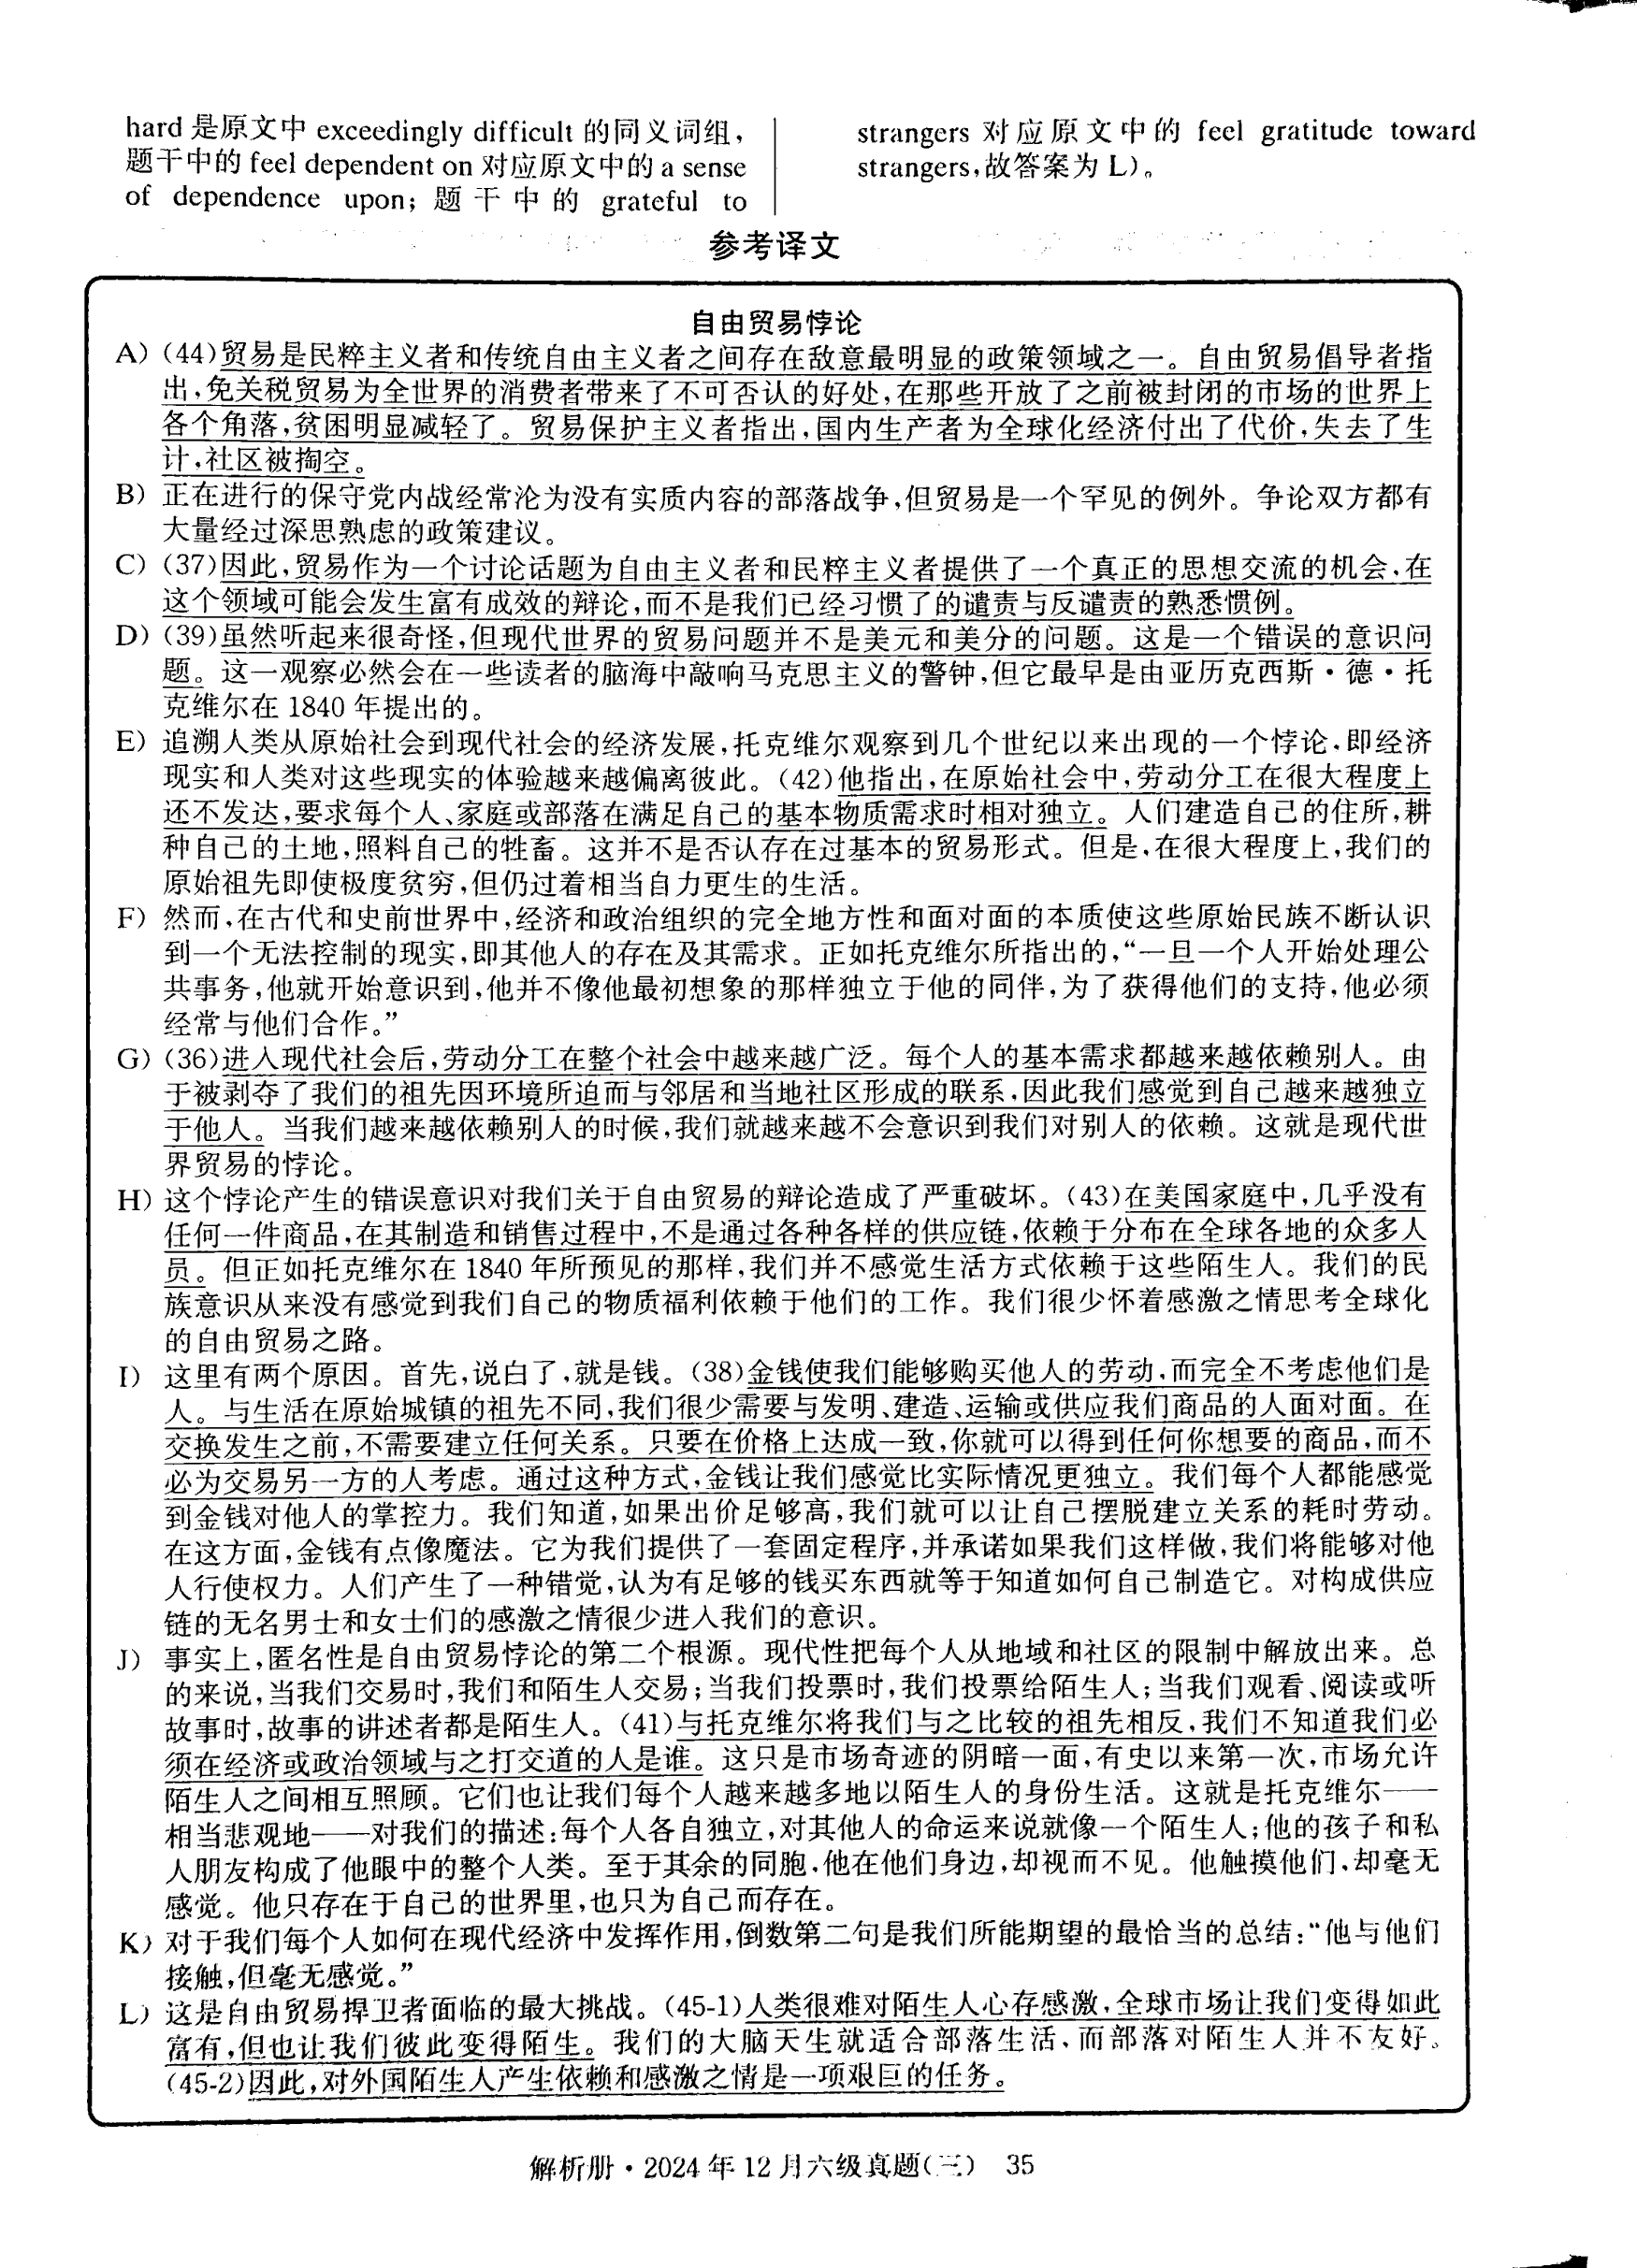 hard 是原文中 exceedingly difficult 的同义词组，
题干中的 feel dependent on 对应原文中的 a sense
of dependence upon；题干中的 grateful to
strangers 对应原文中的 feel gratitude toward
strangers，故答案为 L）。
参考译文
自由贸易悖论
A）（44）贸易是民粹主义者和传统自由主义者之间存在敌意最明显的政策领域之一。自由贸易倡导者指
出，免关税贸易为全世界的消费者带来了不可否认的好处，在那些开放了之前被封闭的市场的世界上
各个角落，贫困明显减轻了。贸易保护主义者指出，国内生产者为全球化经济付出了代价，失去了生
计，社区被掏空。
B） 正在进行的保守党内战经常沦为没有实质内容的部落战争，但贸易是一个罕见的例外。争论双方都有
大量经过深思熟虑的政策建议。
C）（37）因此，贸易作为一个讨论话题为自由主义者和民粹主义者提供了一个真正的思想交流的机会，在
这个领域可能会发生富有成效的辩论，而不是我们已经习惯了的谴责与反谴责的熟悉惯例。
D）（39）虽然听起来很奇怪，但现代世界的贸易问题并不是美元和美分的问题。这是一个错误的意识问
题。这一观察必然会在一些读者的脑海中敲响马克思主义的警钟，但它最早是由亚历克西斯·德·托
克维尔在 1840 年提出的。
E） 追溯人类从原始社会到现代社会的经济发展，托克维尔观察到几个世纪以来出现的一个悖论，即经济
现实和人类对这些现实的体验越来越偏离彼此。（42）他指出，在原始社会中，劳动分工在很大程度上
还不发达，要求每个人、家庭或部落在满足自己的基本物质需求时相对独立。人们建造自己的住所，耕
种自己的土地，照料自己的牲畜。这并不是否认存在过基本的贸易形式。但是，在很大程度上，我们的
原始祖先即使极度贫穷，但仍过着相当自力更生的生活。
F） 然而，在古代和史前世界中，经济和政治组织的完全地方性和面对面的本质使这些原始民族不断认识
到一个无法控制的现实，即其他人的存在及其需求。正如托克维尔所指出的，“一旦一个人开始处理公
共事务，他就开始意识到，他并不像他最初想象的那样独立于他的同伴，为了获得他们的支持，他必须
经常与他们合作。”
G）（36）进入现代社会后，劳动分工在整个社会中越来越广泛。每个人的基本需求都越来越依赖别人。由
于被剥夺了我们的祖先因环境所迫而与邻居和当地社区形成的联系，因此我们感觉到自己越来越独立
于他人。当我们越来越依赖别人的时候，我们就越来越不会意识到我们对别人的依赖。这就是现代世
界贸易的悖论。
H） 这个悖论产生的错误意识对我们关于自由贸易的辩论造成了严重破坏。（43）在美国家庭中，几乎没有
任何一件商品，在其制造和销售过程中，不是通过各种各样的供应链，依赖于分布在全球各地的众多人
员。但正如托克维尔在 1840 年所预见的那样，我们并不感觉生活方式依赖于这些陌生人。我们的民
族意识从来没有感觉到我们自己的物质福利依赖于他们的工作。我们很少怀着感激之情思考全球化
的自由贸易之路。
I） 这里有两个原因。首先，说白了，就是钱。（38）金钱使我们能够购买他人的劳动，而完全不考虑他们是
人。与生活在原始城镇的祖先不同，我们很少需要与发明、建造、运输或供应我们商品的人面对面。在
交换发生之前，不需要建立任何关系。只要在价格上达成一致，你就可以得到任何你想要的商品，而不
必为交易另一方的人考虑。通过这种方式，金钱让我们感觉比实际情况更独立。我们每个人都能感觉
到金钱对他人的掌控力。我们知道，如果出价足够高，我们就可以让自己摆脱建立关系的耗时劳动。
在这方面，金钱有点像魔法。它为我们提供了一套固定程序，并承诺如果我们这样做，我们将能够对他
人行使权力。人们产生了一种错觉，认为有足够的钱买东西就等于知道如何自己制造它。对构成供应
链的无名男士和女士们的感激之情很少进入我们的意识。
J） 事实上，匿名性是自由贸易悖论的第二个根源。现代性把每个人从地域和社区的限制中解放出来。总
的来说，当我们交易时，我们和陌生人交易；当我们投票时，我们投票给陌生人；当我们观看、阅读或听
故事时，故事的讲述者都是陌生人。（41）与托克维尔将我们与之比较的祖先相反，我们不知道我们必
须在经济或政治领域与之打交道的人是谁。这只是市场奇迹的阴暗一面，有史以来第一次，市场允许
陌生人之间相互照顾。它们也让我们每个人越来越多地以陌生人的身份生活。这就是托克维尔——
相当悲观地——对我们的描述：每个人各自独立，对其他人的命运来说就像一个陌生人；他的孩子和私
人朋友构成了他眼中的整个人类。至于其余的同胞，他在他们身边，却视而不见。他触摸他们，却毫无
感觉。他只存在于自己的世界里，也只为自己而存在。
K） 对于我们每个人如何在现代经济中发挥作用，倒数第二句是我们所能期望的最恰当的总结：“他与他们
接触，但毫无感觉。”
L） 这是自由贸易捍卫者面临的最大挑战。（45-1）人类很难对陌生人心存感激，全球市场让我们变得如此
富有，但也让我们彼此变得陌生。我们的大脑天生就适合部落生活，而部落对陌生人并不友好。
（45-2）因此，对外国陌生人产生依赖和感激之情是一项艰巨的任务。
解析册·2024 年 12 月六级真题（三） 35